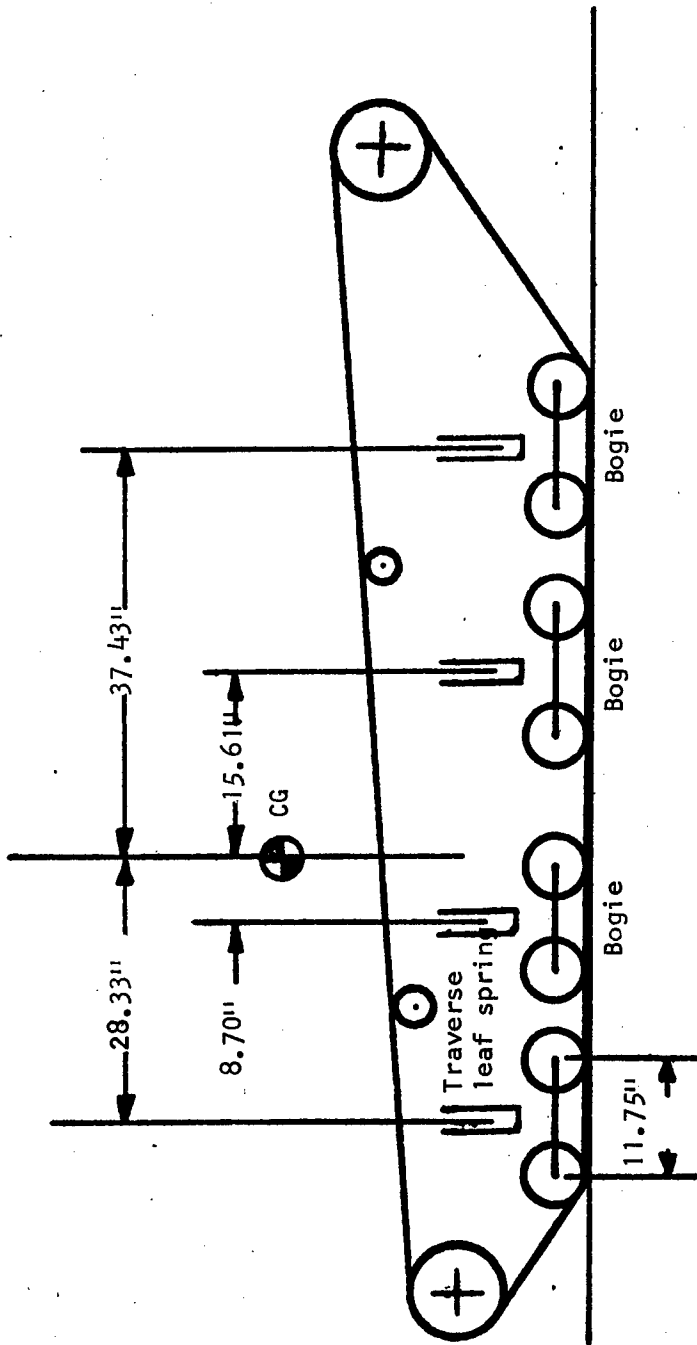 37.43"
15.61"
CG
28.33"
8.70"
Traverse
leaf spring
11.75"
Bogie
Bogie
Bogie